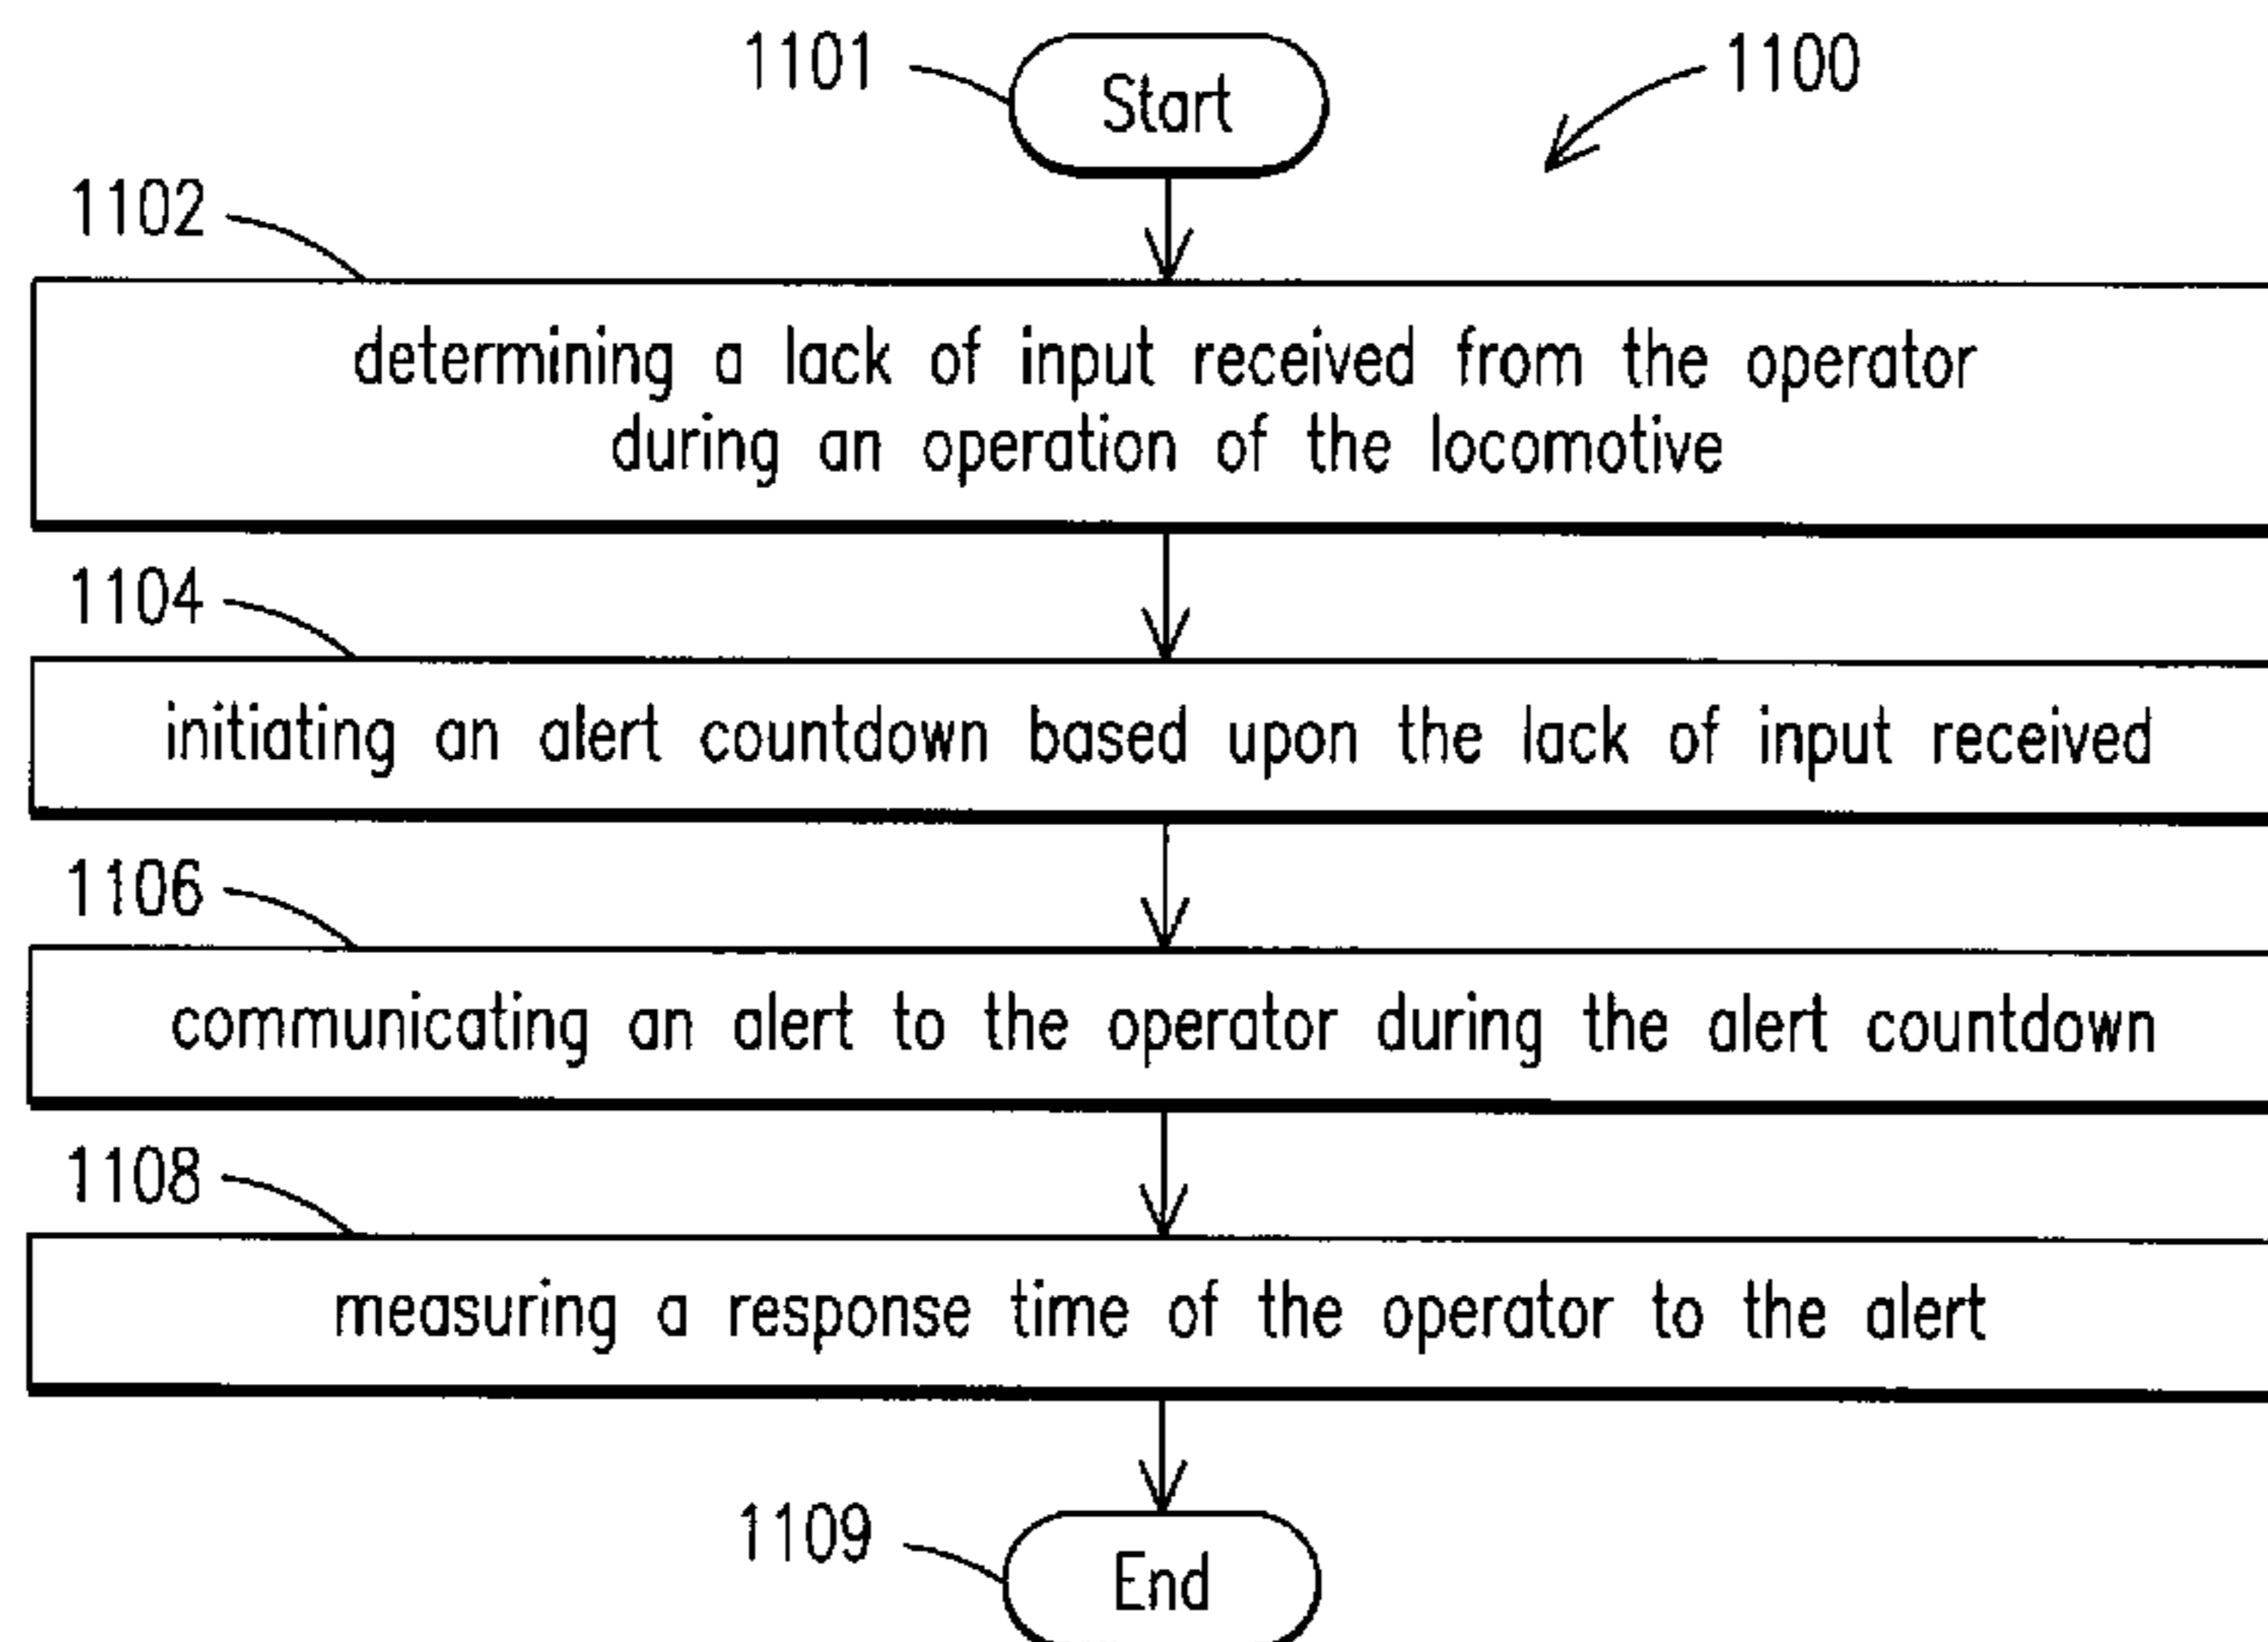 1101
Start
1100
1102
determining a lack of input received from the operator
during an operation of the locomotive
1104
initiating an alert countdown based upon the lack of input received
1106
communicating an alert to the operator during the alert countdown
1108
measuring a response time of the operator to the alert
1109
End